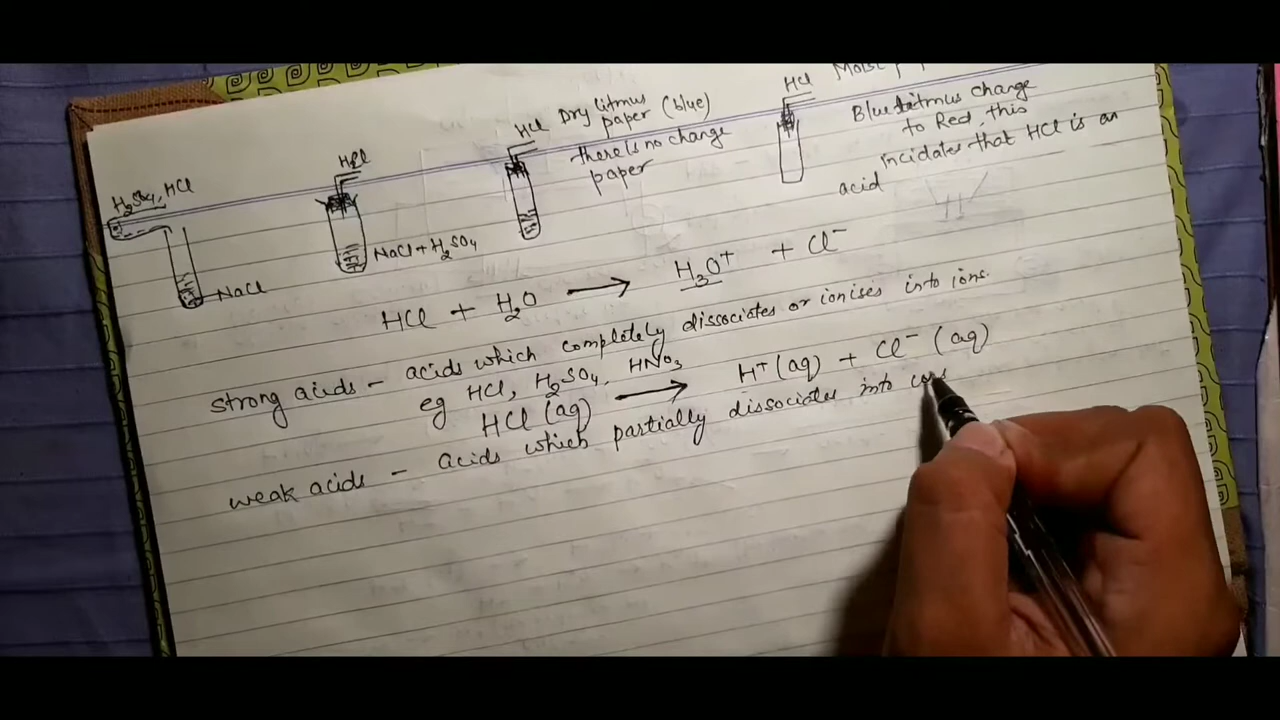 H₂SO₄, HCl
NaCl
HCl
NaCl + H₂SO₄
HCl
Dry litmus
paper (blue)
there is no change
paper
HCl
Moist
Blue litmus change
to Red, this
incidates that HCl is an
acid
HCl + H₂O → H₃O⁺ + Cl⁻
strong acids - acids which completely dissociates or ionises into ions.
eg HCl, H₂SO₄, HNO₃
HCl (aq) → H⁺ (aq) + Cl⁻ (aq)
weak acids - acids which partially dissociates into